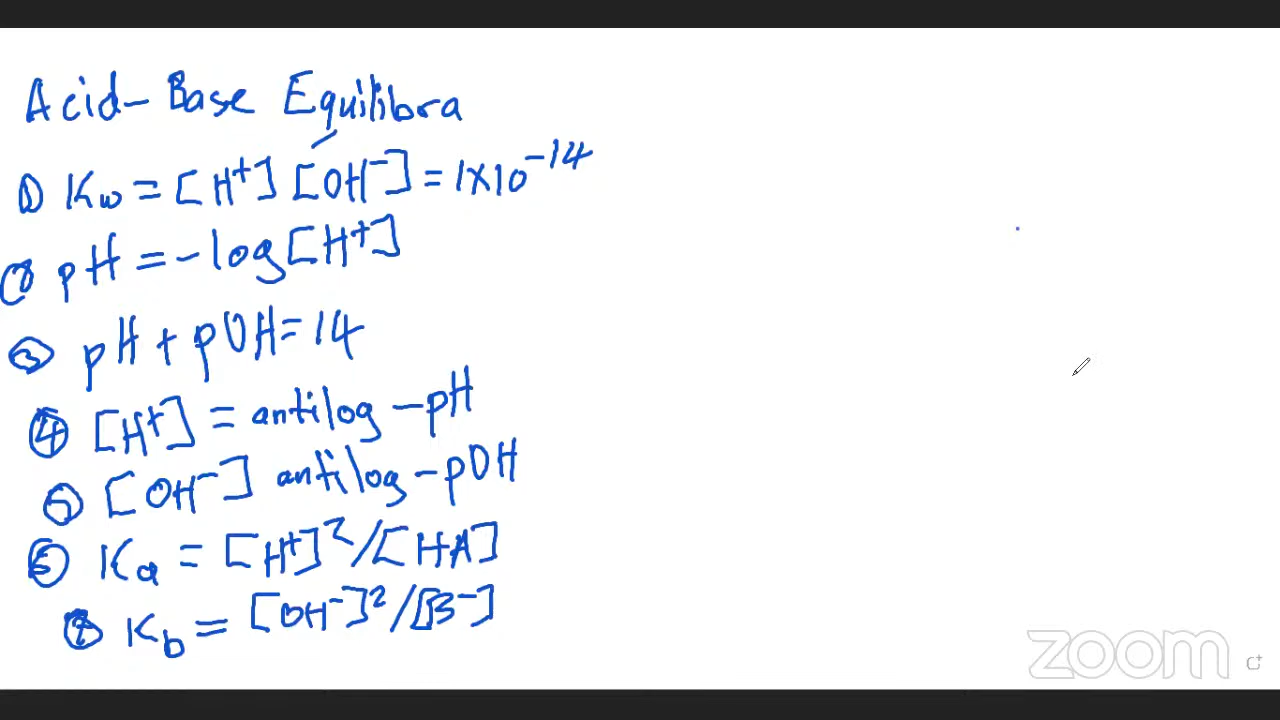 Acid-Base Equilibra
① Kw = [H⁺] [OH⁻] = 1X10⁻¹⁴
② pH = -log [H⁺]
③ pH + pOH = 14
④ [H⁺] = antilog -pH
⑤ [OH⁻] antilog -pOH
⑥ Ka = [H⁺]²/[HA]
⑦ Kb = [OH⁻]²/[B⁻]
zoom